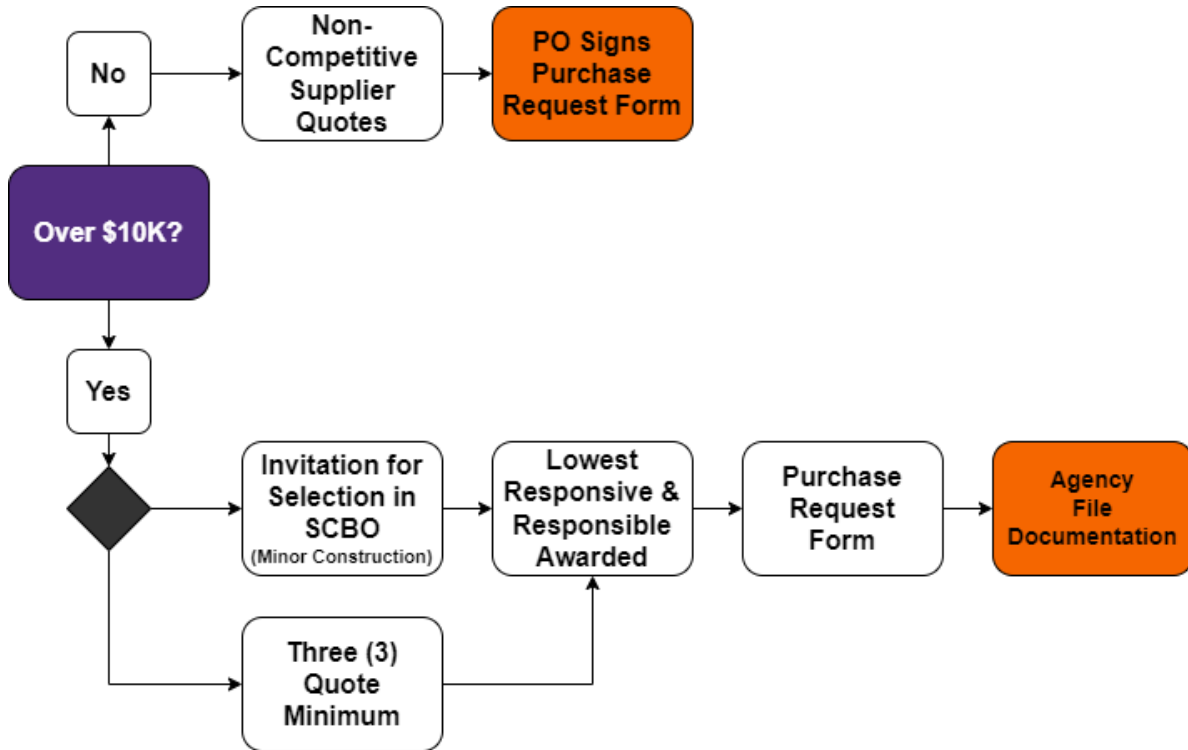 Non-
Competitive
Supplier
Quotes
PO Signs
Purchase
Request Form
No
Over $10K?
Yes
Invitation for
Selection in
SCBO
(Minor Construction)
Lowest
Responsive &
Responsible
Awarded
Purchase
Request
Form
Agency
File
Documentation
Three (3)
Quote
Minimum